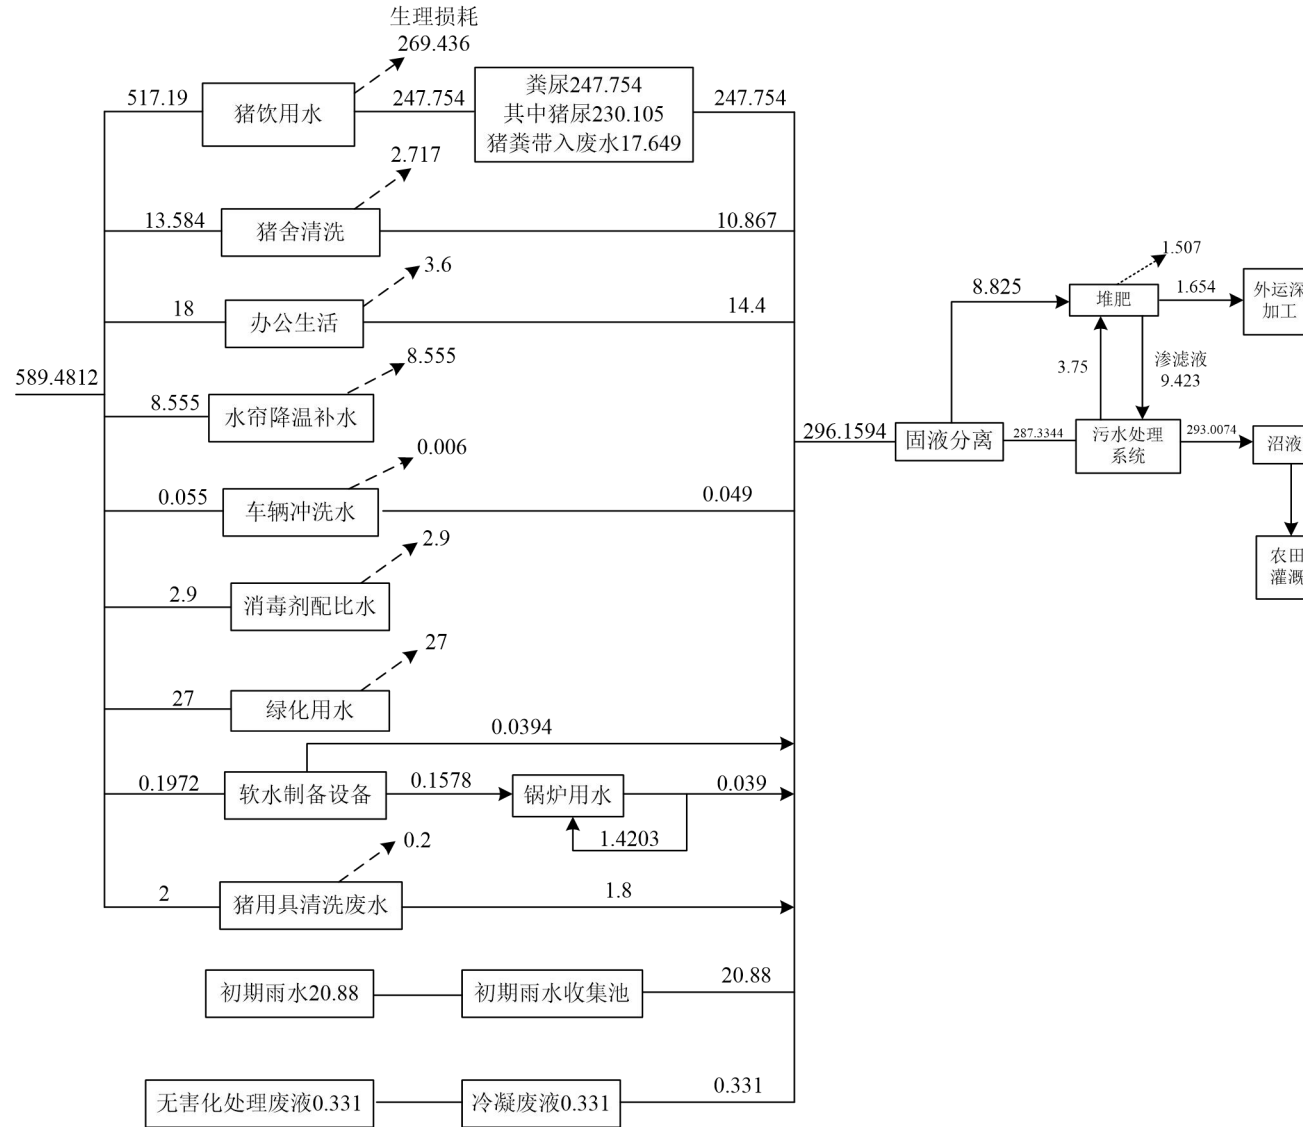 生理损耗
269.436
517.19
猪饮用水
247.754
粪尿247.754
其中猪尿230.105
猪粪带入废水17.649
247.754
2.717
13.584
猪舍清洗
10.867
3.6
18
办公生活
14.4
589.4812
8.555
8.555
水帘降温补水
0.006
0.055
车辆冲洗水
0.049
2.9
2.9
消毒剂配比水
27
27
绿化用水
0.0394
0.1972
软水制备设备
0.1578
锅炉用水
0.039
1.4203
0.2
2
猪用具清洗废水
1.8
初期雨水20.88
初期雨水收集池
20.88
无害化处理废液0.331
冷凝废液0.331
0.331
296.1594
固液分离
8.825
堆肥
1.507
1.654
外运深
加工
3.75
渗滤液
9.423
287.3344
污水处理
系统
293.0074
沼液
农田
灌溉